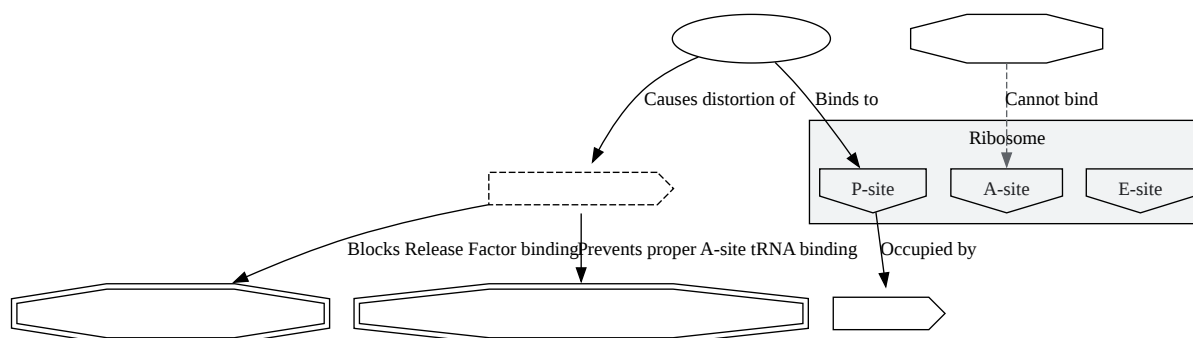 Causes distortion of
Binds to
Cannot bind
Ribosome
P-site
A-site
E-site
Blocks Release Factor binding
Prevents proper A-site tRNA binding
Occupied by